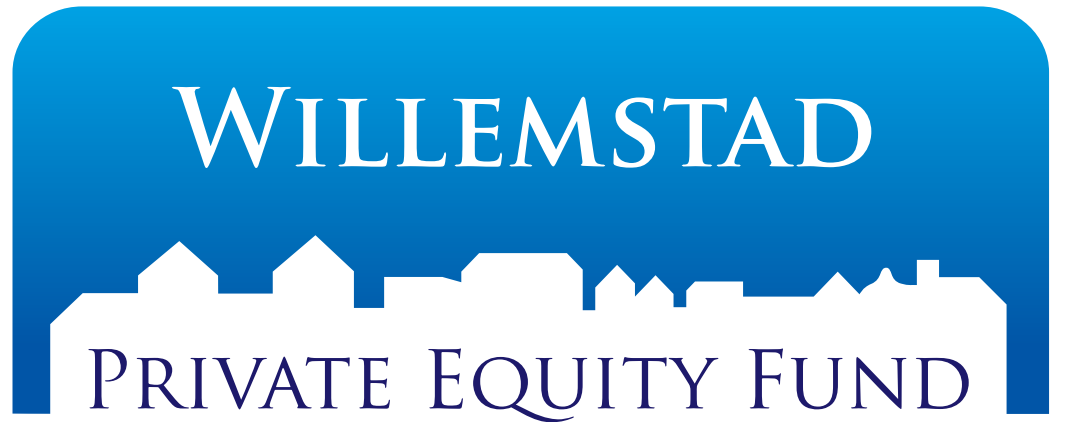 WILLEMSTAD
PRIVATE EQUITY FUND